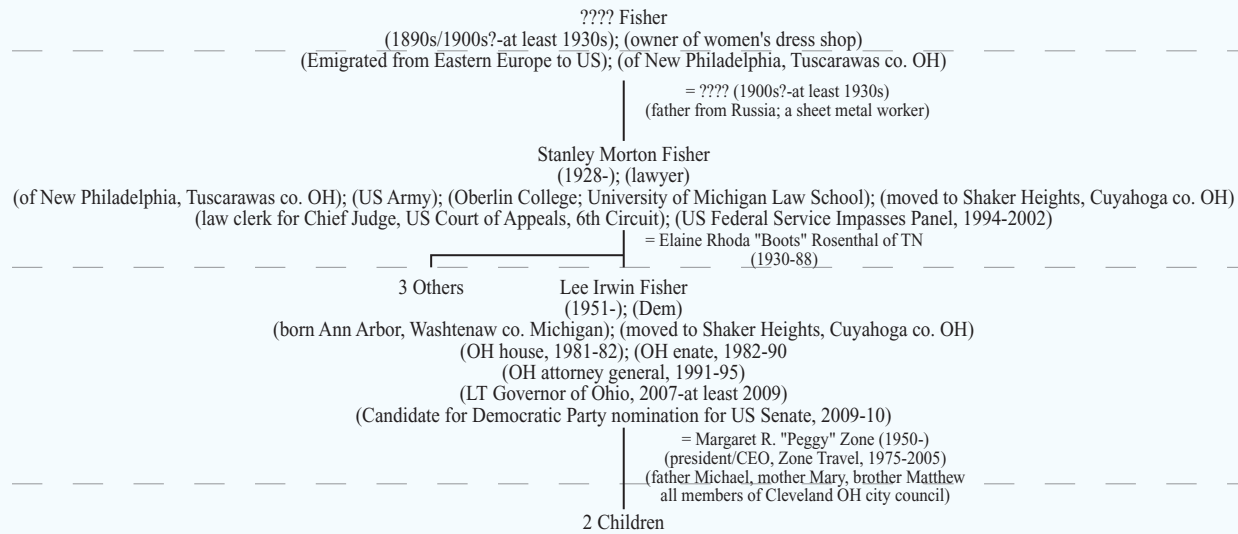 ???? Fisher
(1890s/1900s?-at least 1930s); (owner of women's dress shop)
(Emigrated from Eastern Europe to US); (of New Philadelphia, Tuscarawas co. OH)
= ???? (1900s?-at least 1930s)
(father from Russia; a sheet metal worker)
Stanley Morton Fisher
(1928-); (lawyer)
(of New Philadelphia, Tuscarawas co. OH); (US Army); (Oberlin College; University of Michigan Law School); (moved to Shaker Heights, Cuyahoga co. OH)
(law clerk for Chief Judge, US Court of Appeals, 6th Circuit); (US Federal Service Impasses Panel, 1994-2002)
= Elaine Rhoda "Boots" Rosenthal of TN
(1930-88)
3 Others
Lee Irwin Fisher
(1951-); (Dem)
(born Ann Arbor, Washtenaw co. Michigan); (moved to Shaker Heights, Cuyahoga co. OH)
(OH house, 1981-82); (OH enate, 1982-90
(OH attorney general, 1991-95)
(LT Governor of Ohio, 2007-at least 2009)
(Candidate for Democratic Party nomination for US Senate, 2009-10)
= Margaret R. "Peggy" Zone (1950-)
(president/CEO, Zone Travel, 1975-2005)
(father Michael, mother Mary, brother Matthew
all members of Cleveland OH city council)
2 Children